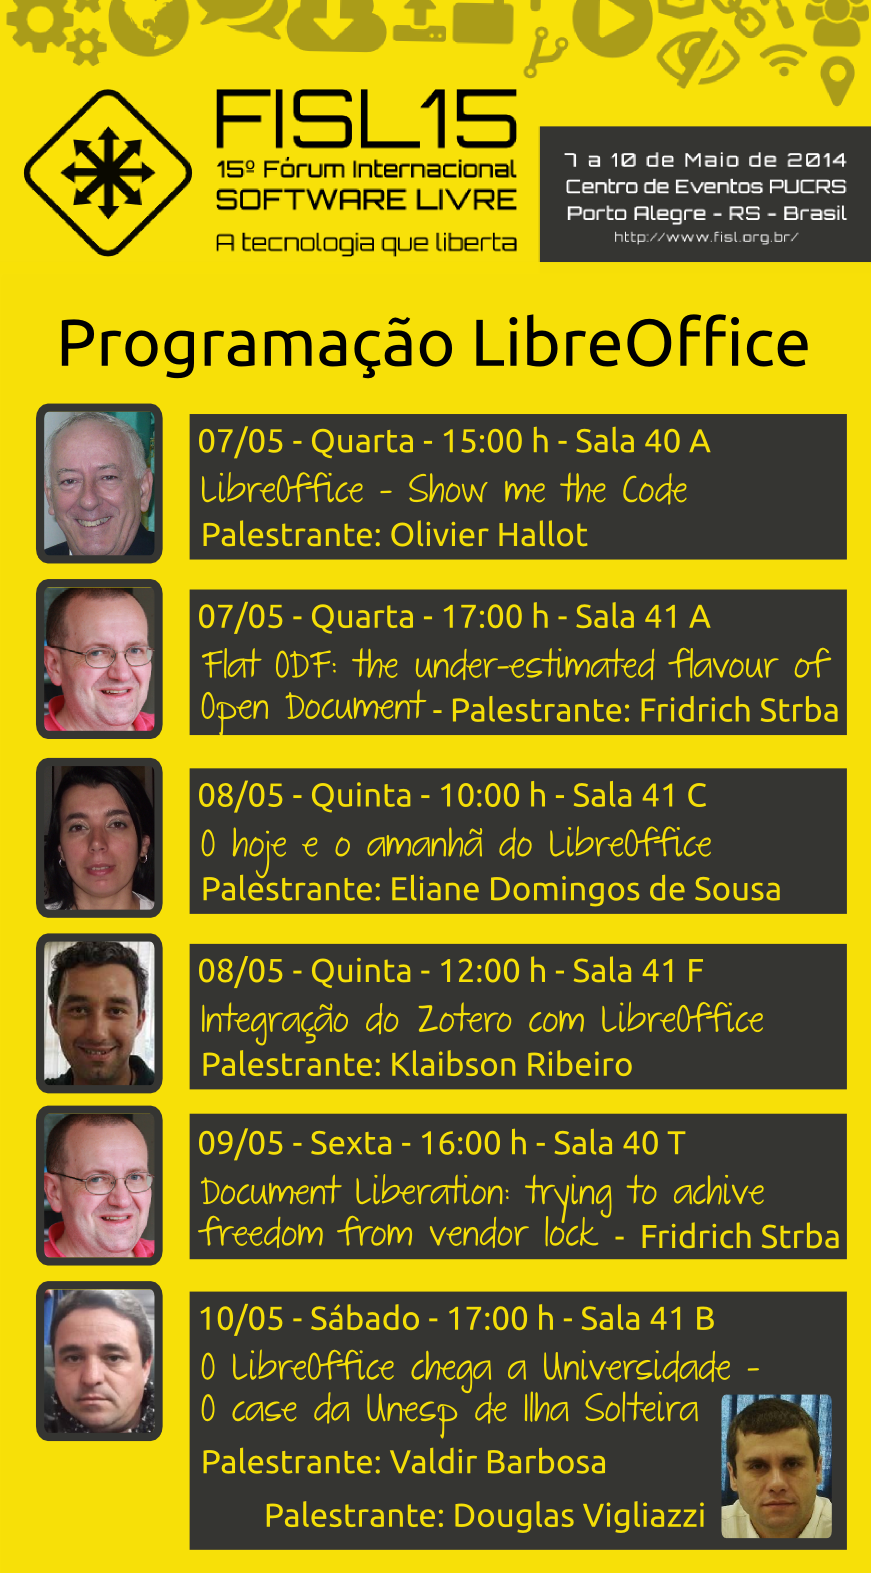 FISL15
15º Fórum Internacional
SOFTWARE LIVRE
A tecnologia que liberta
7 a 10 de Maio de 2014
Centro de Eventos PUCRS
Porto Alegre - RS - Brasil
http://www.fisl.org.br/
Programação LibreOffice
07/05 - Quarta - 15:00 h - Sala 40 A
LibreOffice - Show me the Code
Palestrante: Olivier Hallot
07/05 - Quarta - 17:00 h - Sala 41 A
Flat ODF: the under-estimated flavour of
Open Document - Palestrante: Fridrich Strba
08/05 - Quinta - 10:00 h - Sala 41 C
O hoje e o amanhã do LibreOffice
Palestrante: Eliane Domingos de Sousa
08/05 - Quinta - 12:00 h - Sala 41 F
Integração do Zotero com LibreOffice
Palestrante: Klaibson Ribeiro
09/05 - Sexta - 16:00 h - Sala 40 T
Document Liberation: trying to achive
freedom from vendor lock - Fridrich Strba
10/05 - Sábado - 17:00 h - Sala 41 B
O LibreOffice chega a Universidade -
O case da Unesp de Ilha Solteira
Palestrante: Valdir Barbosa
Palestrante: Douglas Vigliazzi